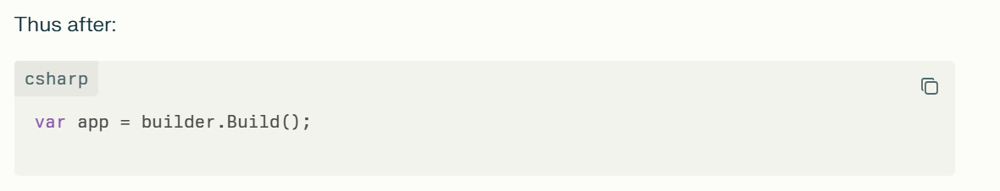 Thus after:
csharp
var app = builder.Build();